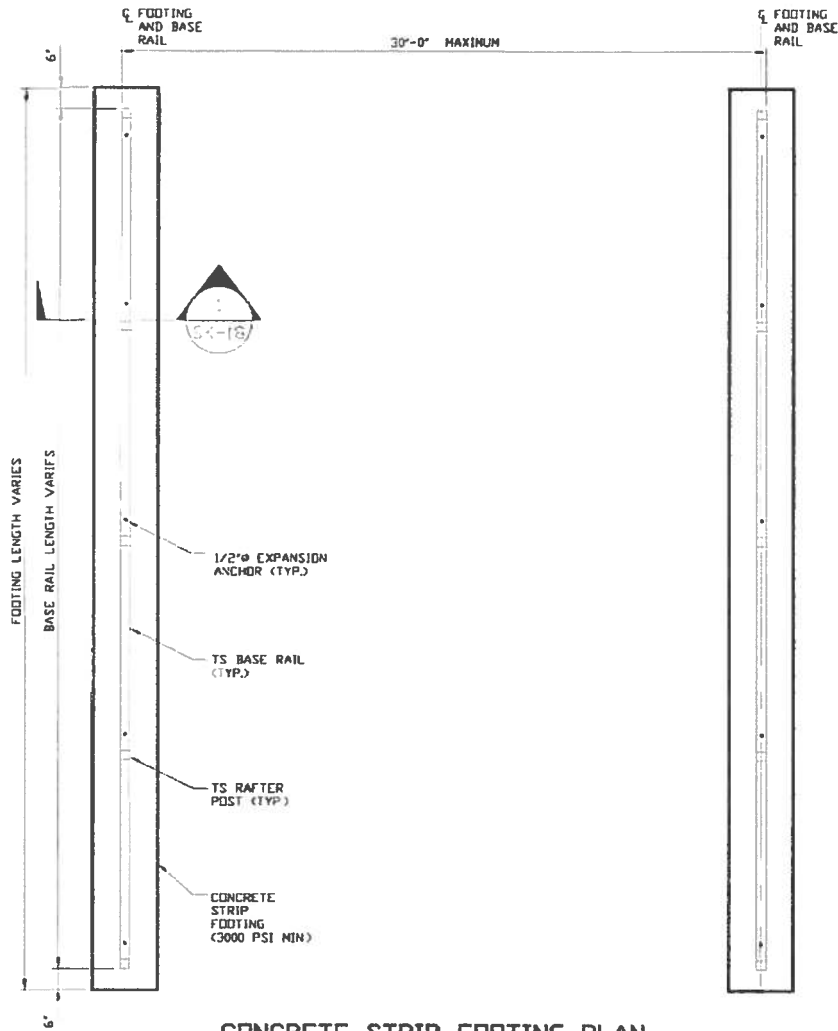 ℄ FOOTING
AND BASE
RAIL
30'-0" MAXIMUM
℄ FOOTING
AND BASE
RAIL
6"
FOOTING LENGTH VARIES
BASE RAIL LENGTH VARIES
1/2"Ø EXPANSION
ANCHOR (TYP.)
TS BASE RAIL
(TYP.)
TS RAFTER
POST (TYP.)
CONCRETE
STRIP
FOOTING
(3000 PSI MIN)
6"
CONCRETE STRIP FOOTING PLAN